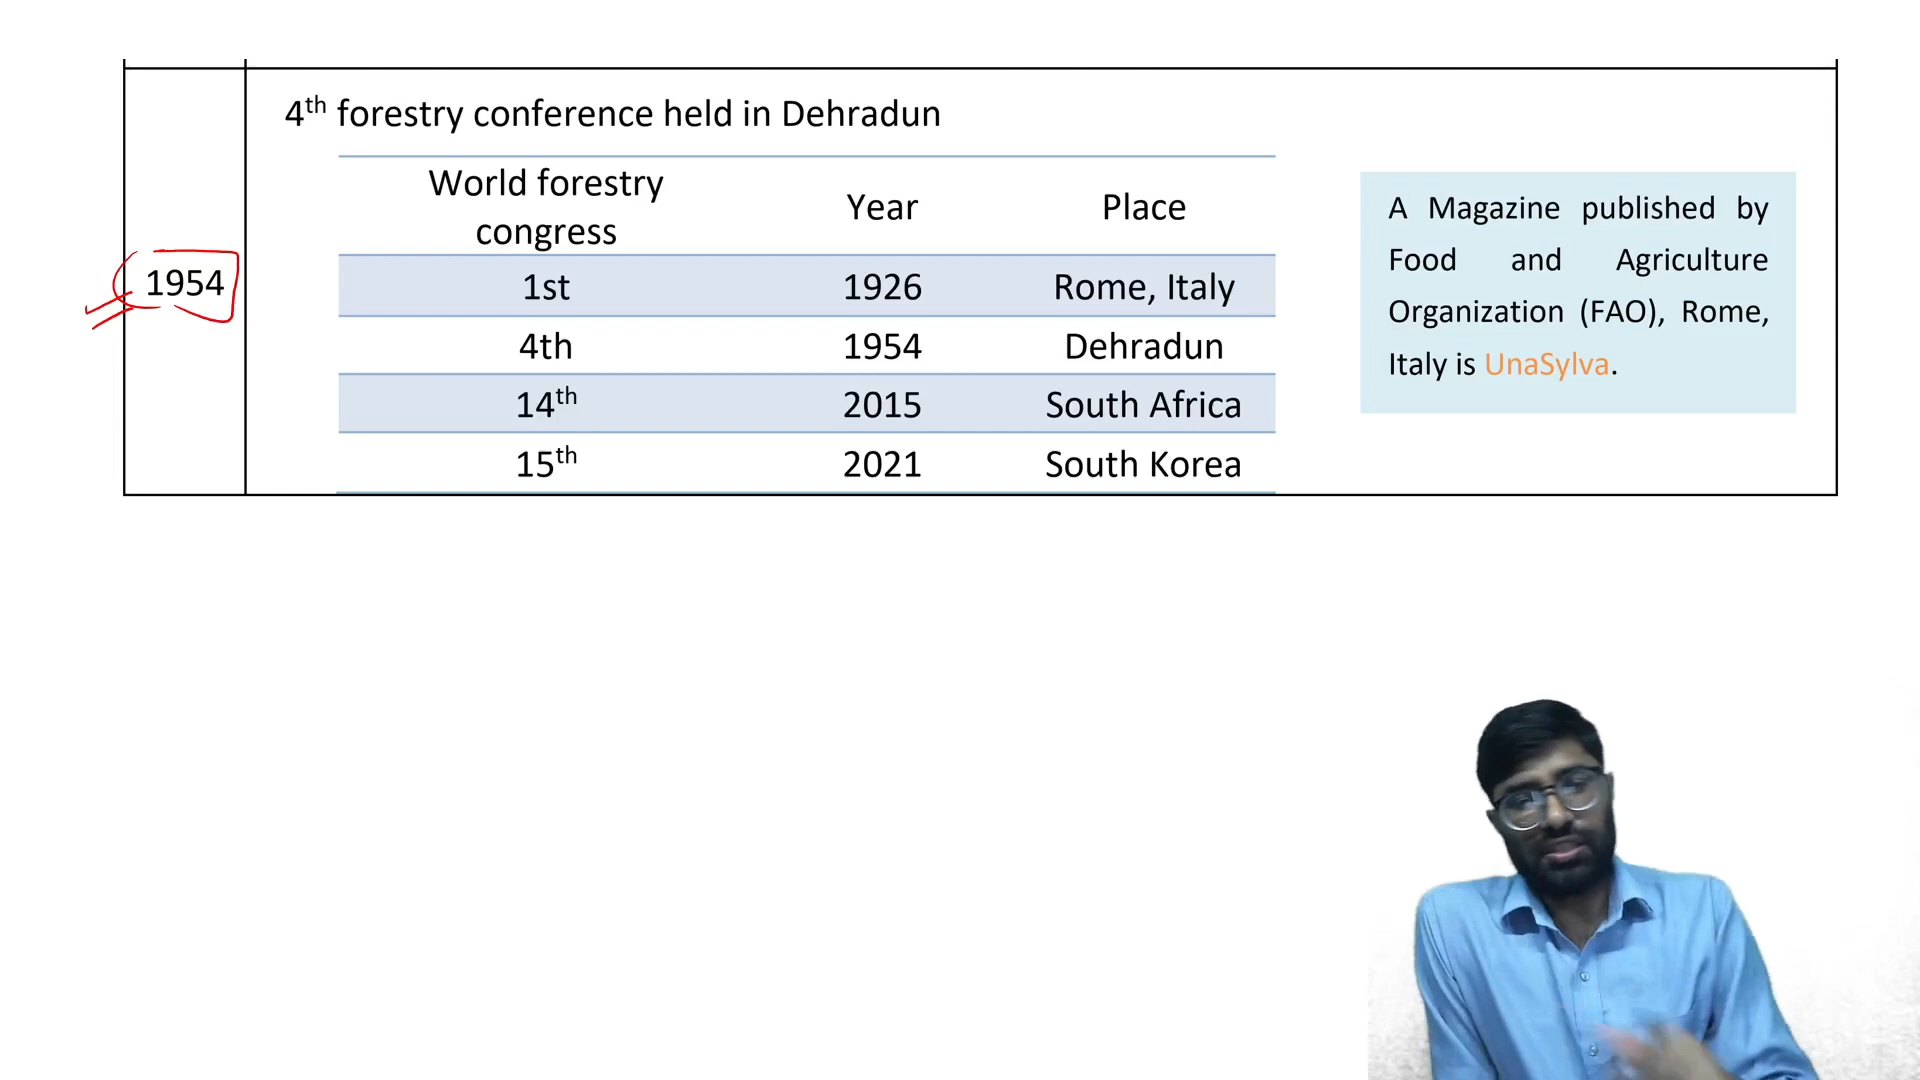 4th forestry conference held in Dehradun
World forestry
congress
Year
Place
1954
1st 1926 Rome, Italy
4th 1954 Dehradun
14th 2015 South Africa
15th 2021 South Korea
A Magazine published by
Food and Agriculture
Organization (FAO), Rome,
Italy is UnaSylva.